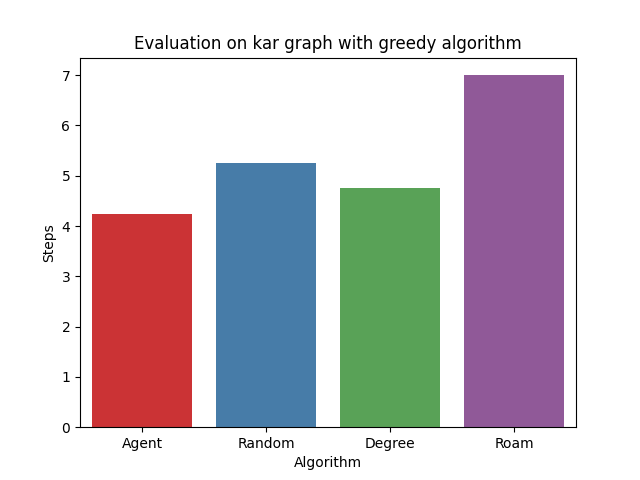 Evaluation on kar graph with greedy algorithm
7
6
5
4
3
2
1
0
Steps
Agent Random Degree Roam
Algorithm